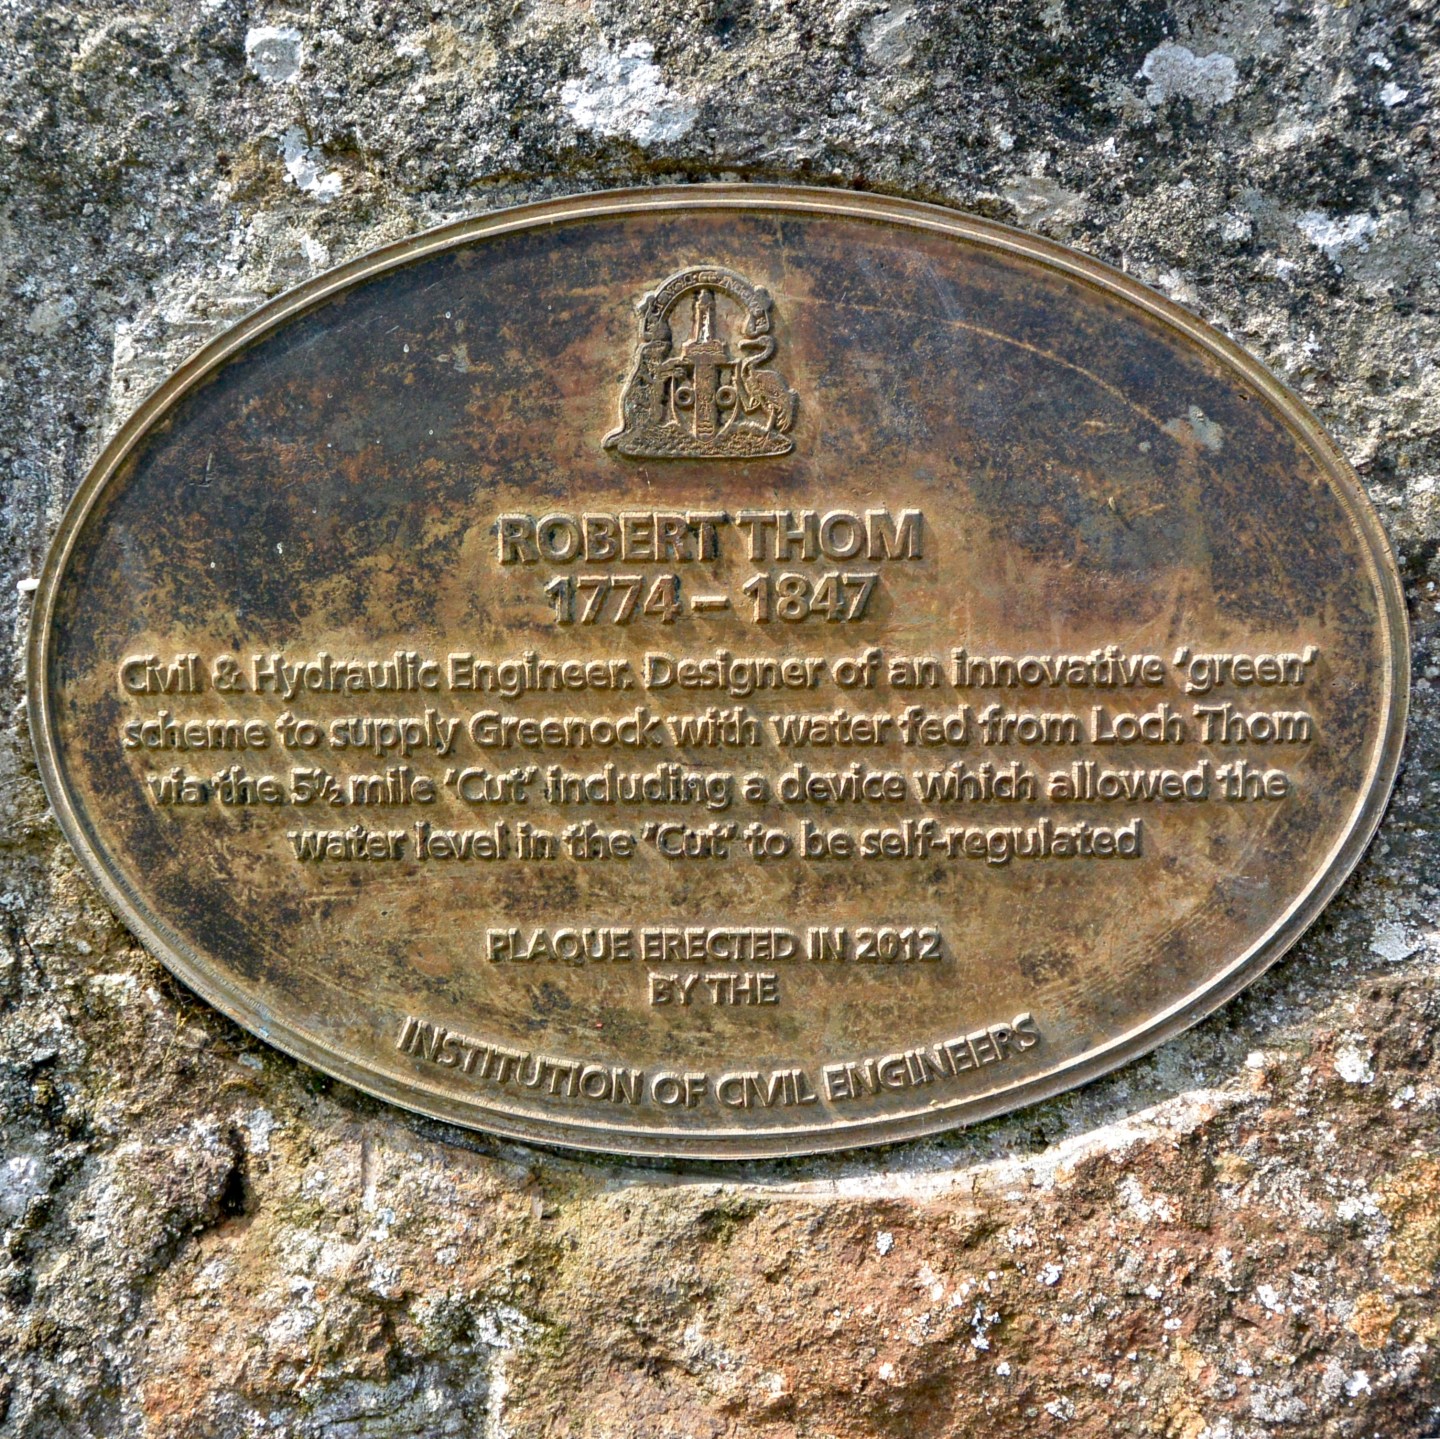 ROBERT THOM
1774 – 1847
Civil & Hydraulic Engineer. Designer of an innovative 'green'
scheme to supply Greenock with water fed from Loch Thom
via the 5½ mile 'Cut' including a device which allowed the
water level in the 'Cut' to be self-regulated
PLAQUE ERECTED IN 2012
BY THE
INSTITUTION OF CIVIL ENGINEERS